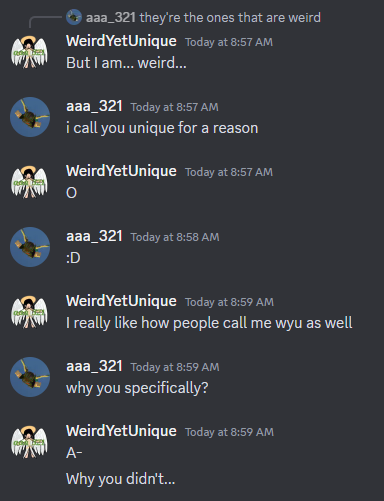 aaa_321 they're the ones that are weird
WeirdYetUnique Today at 8:57 AM
But I am... weird...
aaa_321 Today at 8:57 AM
i call you unique for a reason
WeirdYetUnique Today at 8:57 AM
O
aaa_321 Today at 8:58 AM
:D
WeirdYetUnique Today at 8:59 AM
I really like how people call me wyu as well
aaa_321 Today at 8:59 AM
why you specifically?
WeirdYetUnique Today at 8:59 AM
A-
Why you didn't...